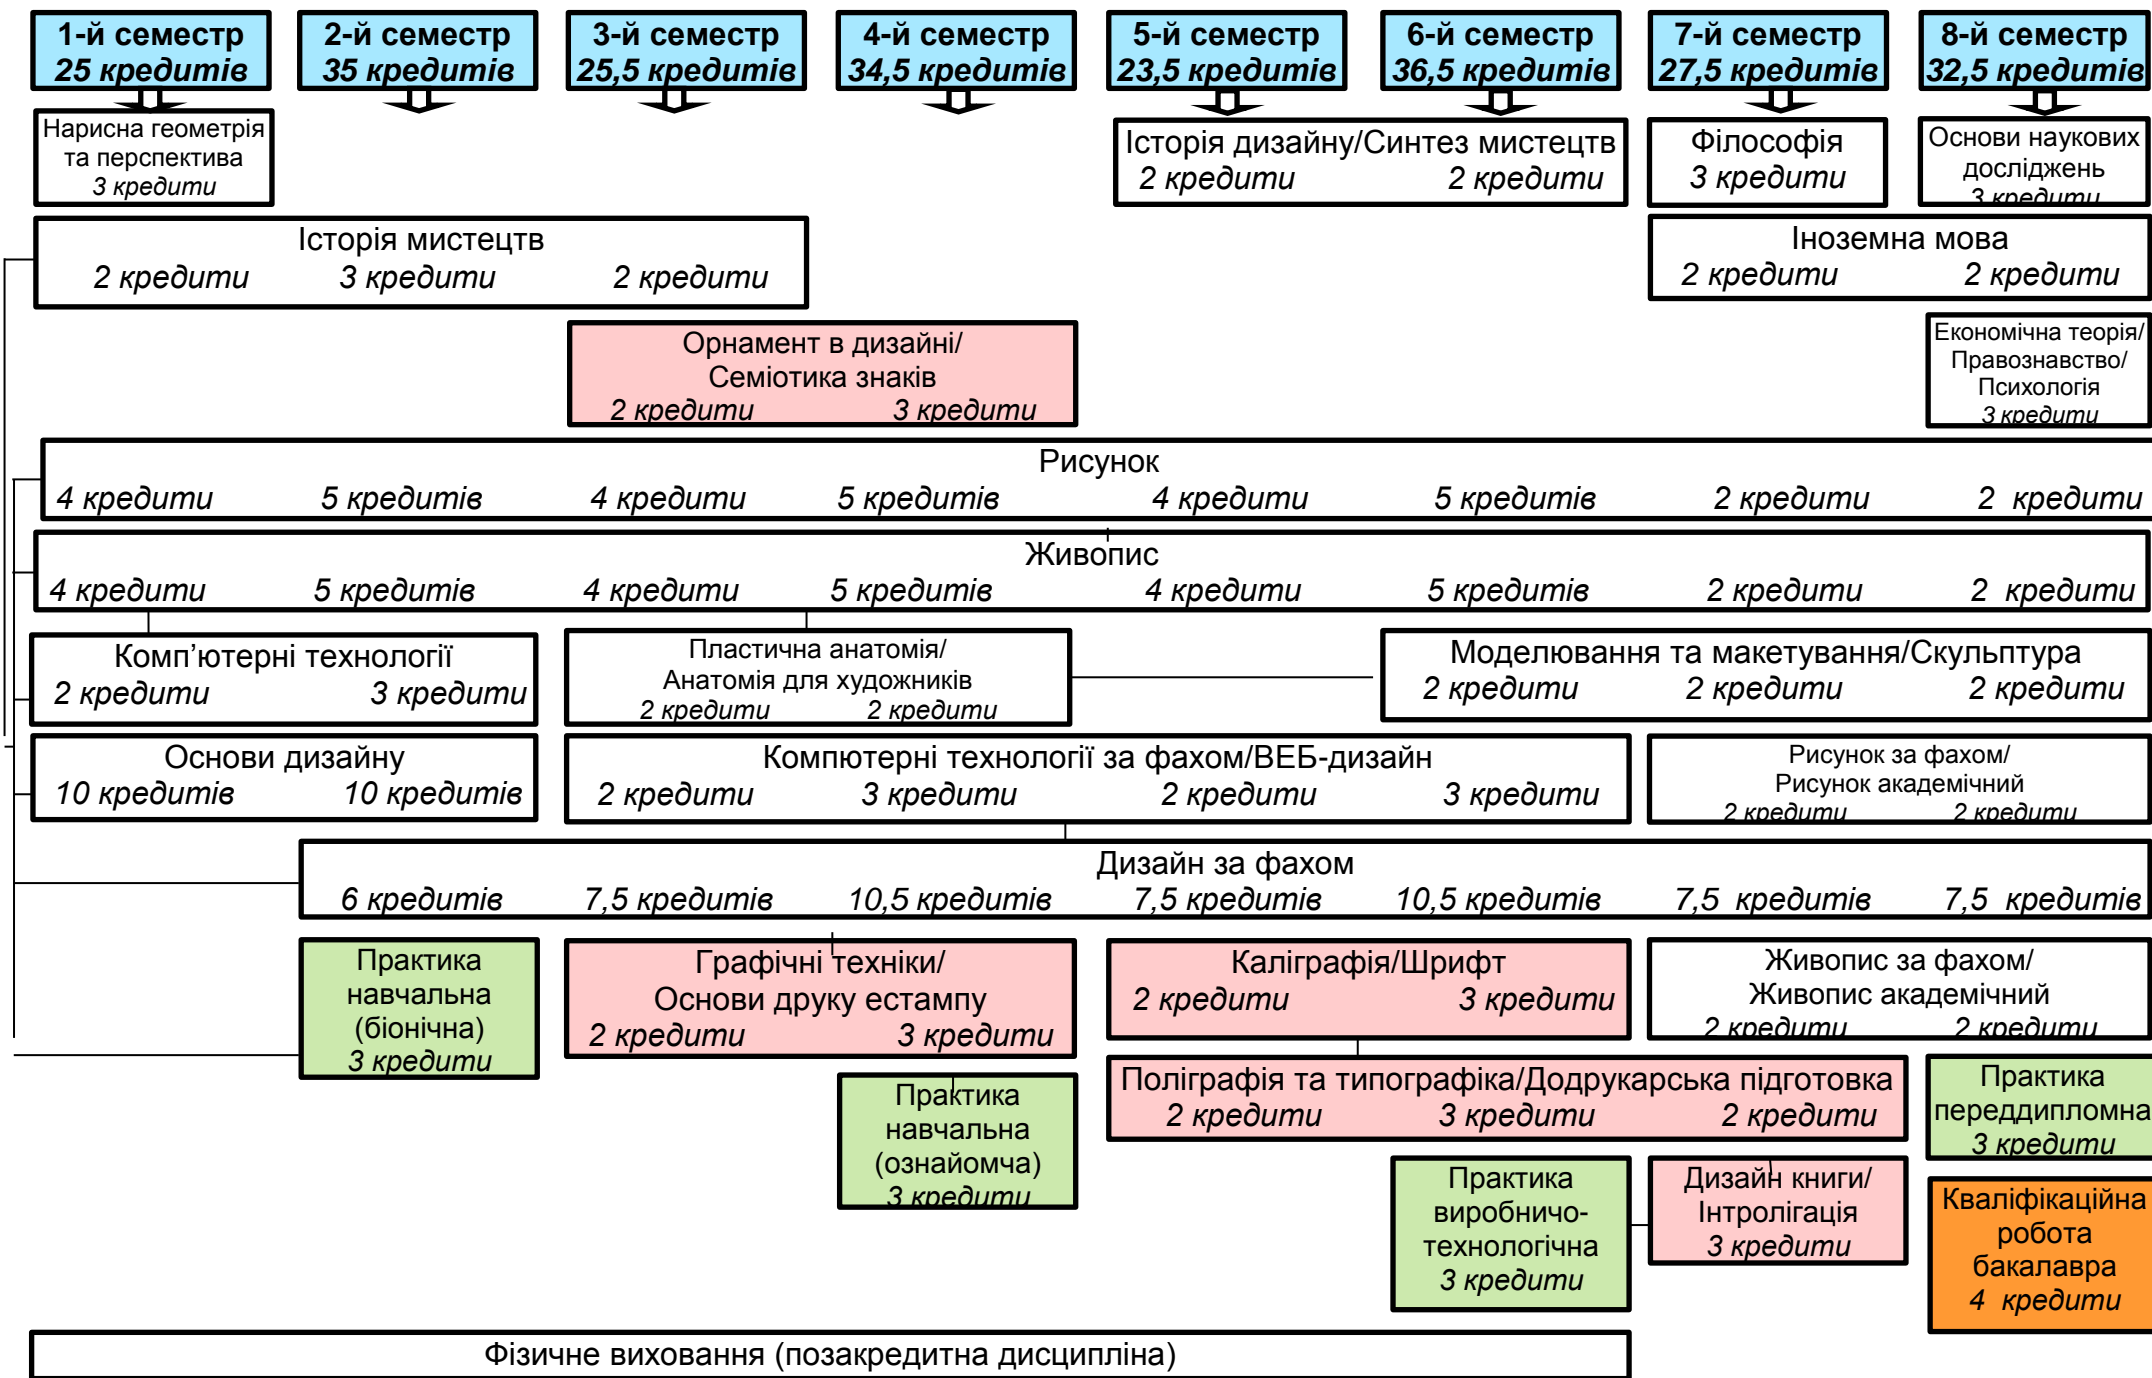 1-й семестр
25 кредитів
2-й семестр
35 кредитів
3-й семестр
25,5 кредитів
4-й семестр
34,5 кредитів
5-й семестр
23,5 кредитів
6-й семестр
36,5 кредитів
7-й семестр
27,5 кредитів
8-й семестр
32,5 кредитів
Нарисна геометрія
та перспектива
3 кредити
Історія дизайну/Синтез мистецтв
2 кредити 2 кредити
Філософія
3 кредити
Основи наукових
досліджень
3 кредити
Історія мистецтв
2 кредити 3 кредити 2 кредити
Іноземна мова
2 кредити 2 кредити
Орнамент в дизайні/
Семіотика знаків
2 кредити 3 кредити
Економічна теорія/
Правознавство/
Психологія
3 кредити
Рисунок
4 кредити 5 кредитів 4 кредити 5 кредитів 4 кредити 5 кредитів 2 кредити 2 кредити
Живопис
4 кредити 5 кредитів 4 кредити 5 кредитів 4 кредити 5 кредитів 2 кредити 2 кредити
Комп’ютерні технології
2 кредити 3 кредити
Пластична анатомія/
Анатомія для художників
2 кредити 2 кредити
Моделювання та макетування/Скульптура
2 кредити 2 кредити 2 кредити
Основи дизайну
10 кредитів 10 кредитів
Компютерні технології за фахом/ВЕБ-дизайн
2 кредити 3 кредити 2 кредити 3 кредити
Рисунок за фахом/
Рисунок академічний
2 кредити 2 кредити
Дизайн за фахом
6 кредитів 7,5 кредитів 10,5 кредитів 7,5 кредитів 10,5 кредитів 7,5 кредитів 7,5 кредитів
Практика
навчальна
(біонічна)
3 кредити
Графічні техніки/
Основи друку естампу
2 кредити 3 кредити
Каліграфія/Шрифт
2 кредити 3 кредити
Живопис за фахом/
Живопис академічний
2 кредити 2 кредити
Практика
навчальна
(ознайомча)
3 кредити
Поліграфія та типографіка/Додрукарська підготовка
2 кредити 3 кредити 2 кредити
Практика
переддипломна
3 кредити
Практика
виробничо-
технологічна
3 кредити
Дизайн книги/
Інтролігація
3 кредити
Кваліфікаційна
робота
бакалавра
4 кредити
Фізичне виховання (позакредитна дисципліна)